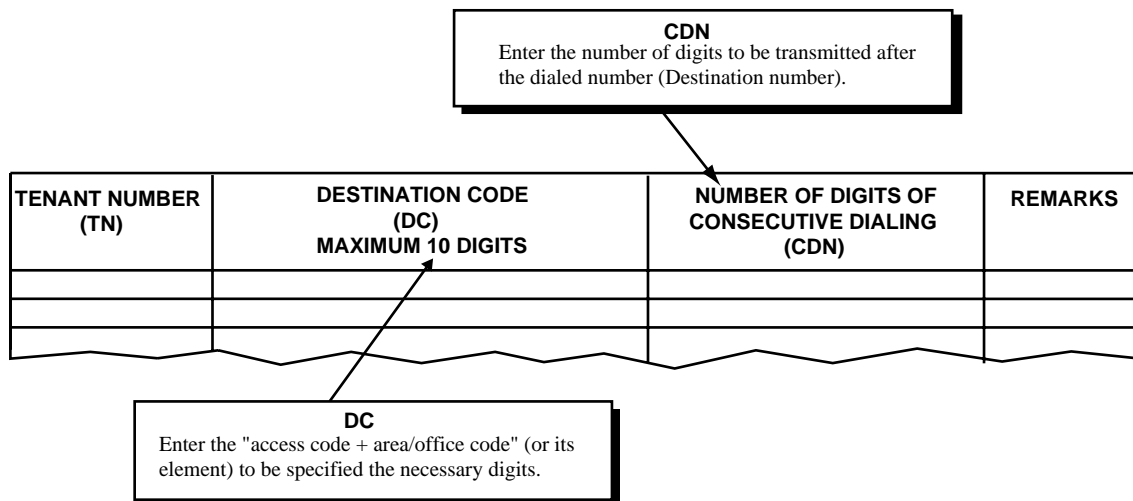 CDN
Enter the number of digits to be transmitted after
the dialed number (Destination number).
TENANT NUMBER
(TN)
DESTINATION CODE
(DC)
MAXIMUM 10 DIGITS
NUMBER OF DIGITS OF
CONSECUTIVE DIALING
(CDN)
REMARKS
DC
Enter the "access code + area/office code" (or its
element) to be specified the necessary digits.